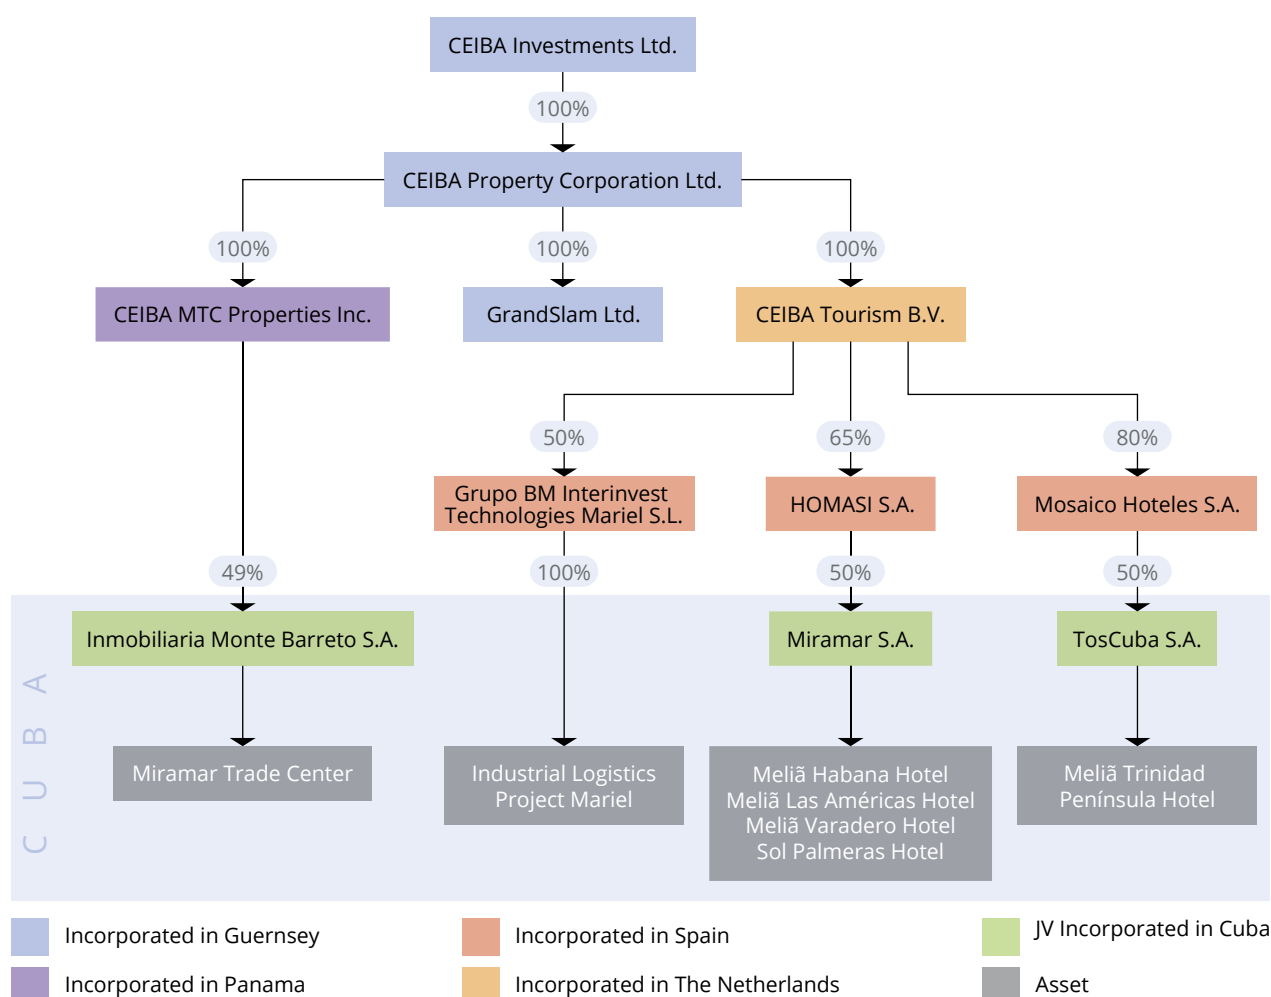 CEIBA Investments Ltd.
100%
CEIBA Property Corporation Ltd.
100%
100%
100%
CEIBA MTC Properties Inc.
GrandSlam Ltd.
CEIBA Tourism B.V.
50%
65%
80%
Grupo BM Interinvest
Technologies Mariel S.L.
HOMASI S.A.
Mosaico Hoteles S.A.
49%
100%
50%
50%
Inmobiliaria Monte Barreto S.A.
Miramar S.A.
TosCuba S.A.
CUBA
Miramar Trade Center
Industrial Logistics
Project Mariel
Meliã Habana Hotel
Meliã Las Américas Hotel
Meliã Varadero Hotel
Sol Palmeras Hotel
Meliã Trinidad
Península Hotel
Incorporated in Guernsey
Incorporated in Spain
JV Incorporated in Cuba
Incorporated in Panama
Incorporated in The Netherlands
Asset